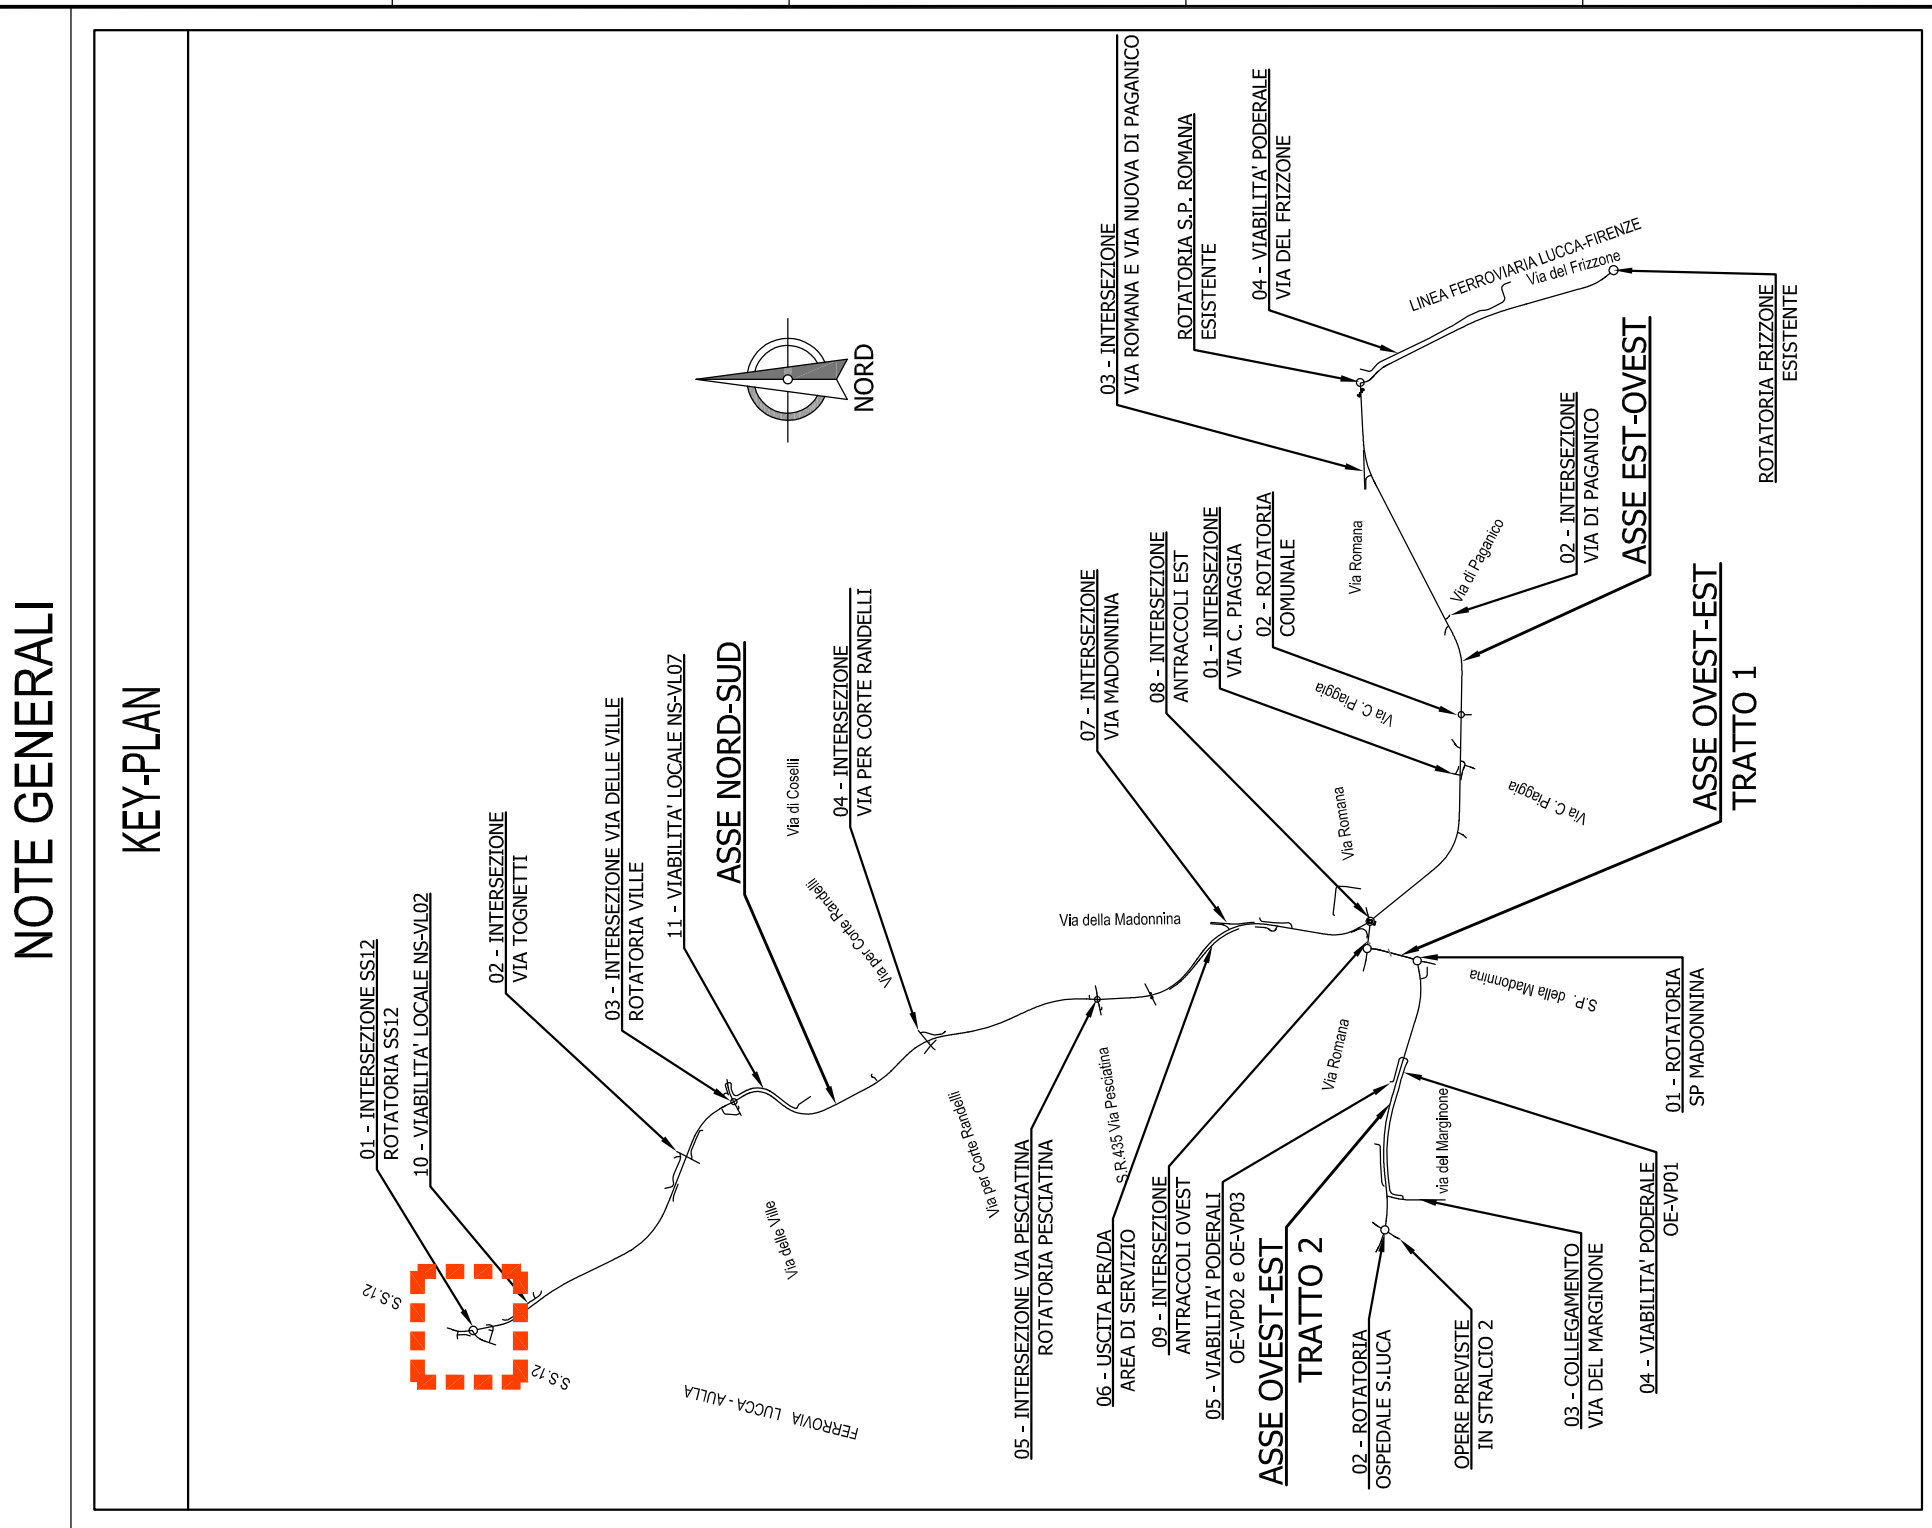 NOTE GENERALI
KEY-PLAN
01 - INTERSEZIONE SS12
ROTATORIA SS12
10 - VIABILITA' LOCALE NS-VL02
02 - INTERSEZIONE
VIA TOGNETTI
03 - INTERSEZIONE VIA DELLE VILLE
ROTATORIA VILLE
11 - VIABILITA' LOCALE NS-VL07
ASSE NORD-SUD
Via di Coselli
04 - INTERSEZIONE
VIA PER CORTE RANDELLI
Via per Corte Randelli
NORD
S.S.12
S.S.12
Via delle Ville
FERROVIA LUCCA - AULLA
Via per Corte Randelli
05 - INTERSEZIONE VIA PESCIATINA
ROTATORIA PESCIATINA
S.R.435 Via Pesciatina
06 - USCITA PER/DA
AREA DI SERVIZIO
Via della Madonnina
07 - INTERSEZIONE
VIA MADONNINA
08 - INTERSEZIONE
ANTRACCOLI EST
09 - INTERSEZIONE
ANTRACCOLI OVEST
01 - INTERSEZIONE
VIA C. PIAGGIA
02 - ROTATORIA
COMUNALE
03 - INTERSEZIONE
VIA ROMANA E VIA NUOVA DI PAGANICO
ROTATORIA S.P. ROMANA
ESISTENTE
04 - VIABILITA' PODERALE
VIA DEL FRIZZONE
LINEA FERROVIARIA LUCCA-FIRENZE
Via del Frizzone
ROTATORIA FRIZZONE
ESISTENTE
Via Romana
Via di Paganico
02 - INTERSEZIONE
VIA DI PAGANICO
ASSE EST-OVEST
Via C. Piaggia
Via C. Piaggia
Via Romana
ASSE OVEST-EST
TRATTO 1
S.P. della Madonnina
01 - ROTATORIA
SP MADONNINA
Via Romana
via del Marginone
05 - VIABILITA' PODERALI
OE-VP02 e OE-VP03
ASSE OVEST-EST
TRATTO 2
02 - ROTATORIA
OSPEDALE S.LUCA
OPERE PREVISTE
IN STRALCIO 2
03 - COLLEGAMENTO
VIA DEL MARGINONE
04 - VIABILITA' PODERALE
OE-VP01